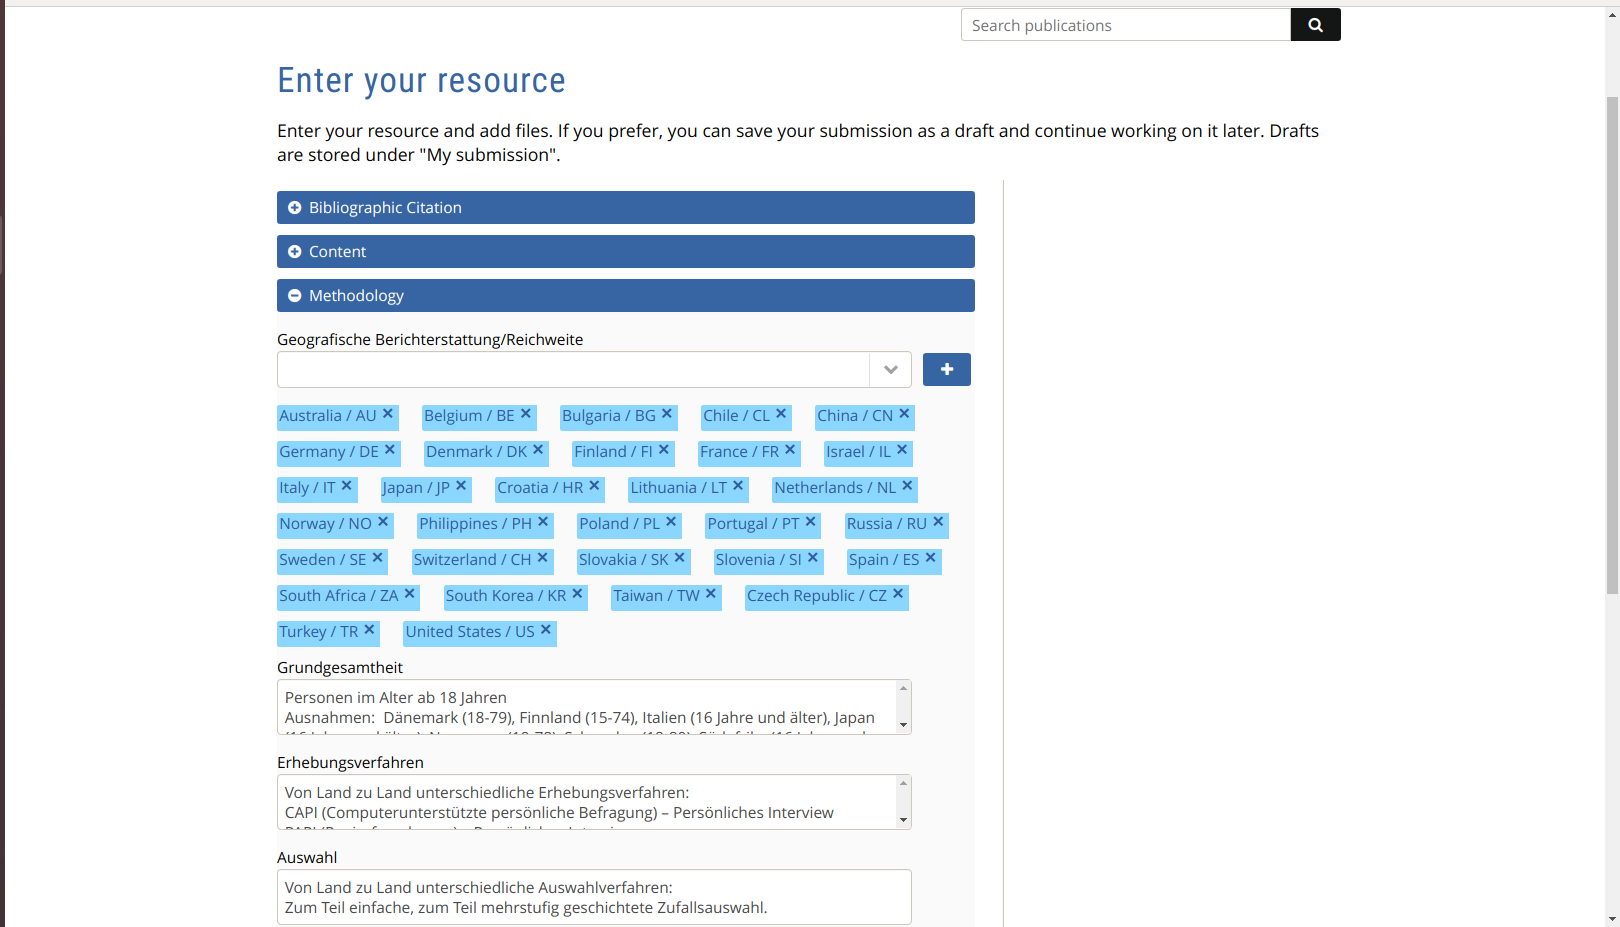 Search publications
Enter your resource
Enter your resource and add files. If you prefer, you can save your submission as a draft and continue working on it later. Drafts
are stored under "My submission".
Bibliographic Citation
Content
Methodology
Geografische Berichterstattung/Reichweite
Australia / AU ✕ Belgium / BE ✕ Bulgaria / BG ✕ Chile / CL ✕ China / CN ✕
Germany / DE ✕ Denmark / DK ✕ Finland / FI ✕ France / FR ✕ Israel / IL ✕
Italy / IT ✕ Japan / JP ✕ Croatia / HR ✕ Lithuania / LT ✕ Netherlands / NL ✕
Norway / NO ✕ Philippines / PH ✕ Poland / PL ✕ Portugal / PT ✕ Russia / RU ✕
Sweden / SE ✕ Switzerland / CH ✕ Slovakia / SK ✕ Slovenia / SI ✕ Spain / ES ✕
South Africa / ZA ✕ South Korea / KR ✕ Taiwan / TW ✕ Czech Republic / CZ ✕
Turkey / TR ✕ United States / US ✕
Grundgesamtheit
Personen im Alter ab 18 Jahren
Ausnahmen: Dänemark (18-79), Finnland (15-74), Italien (16 Jahre und älter), Japan
Erhebungsverfahren
Von Land zu Land unterschiedliche Erhebungsverfahren:
CAPI (Computerunterstützte persönliche Befragung) – Persönliches Interview
Auswahl
Von Land zu Land unterschiedliche Auswahlverfahren:
Zum Teil einfache, zum Teil mehrstufig geschichtete Zufallsauswahl.